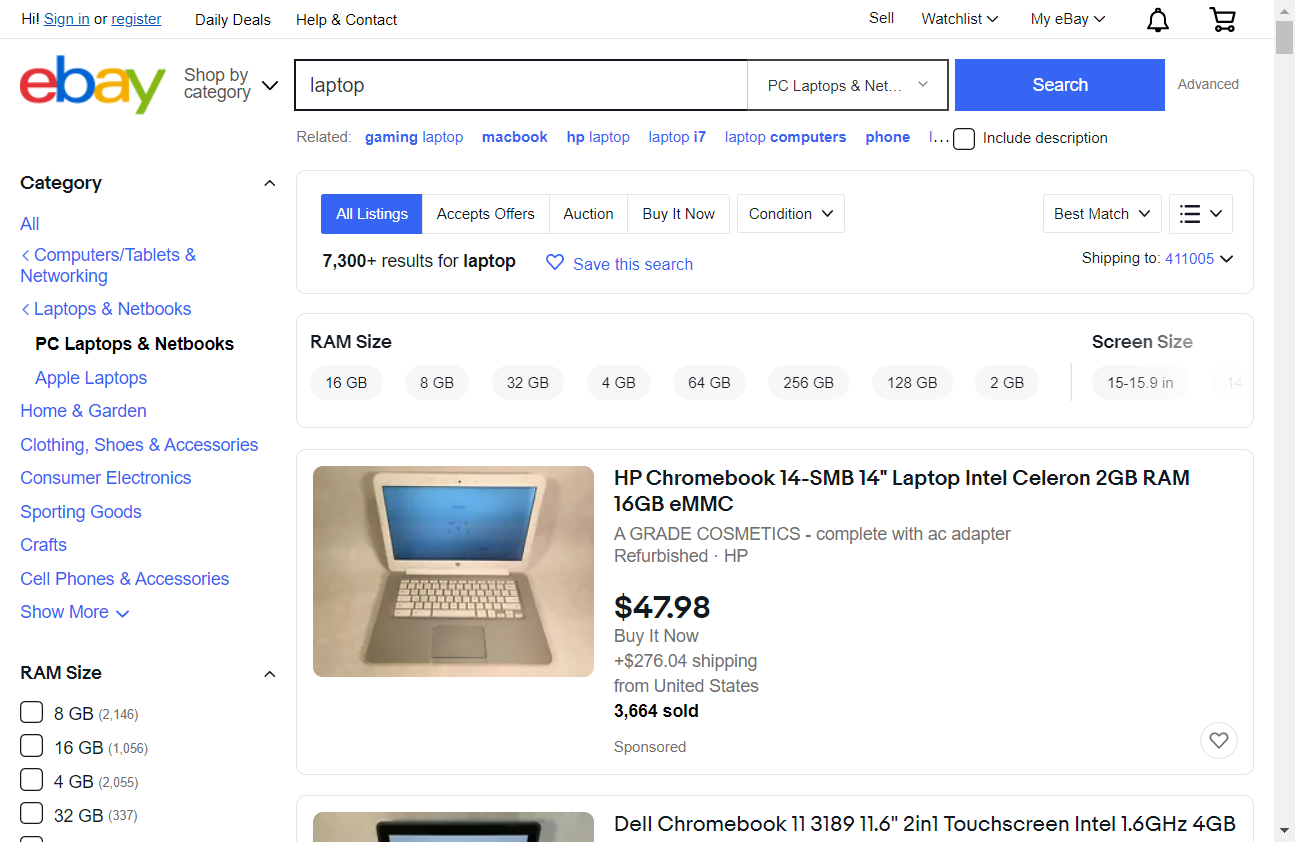 Hi! Sign in or register
Daily Deals
Help & Contact
Sell
Watchlist
My eBay
ebay
Shop by
category
laptop
PC Laptops & Net...
Search
Advanced
Related: gaming laptop macbook hp laptop laptop i7 laptop computers phone l...
Include description
Category
All
Computers/Tablets &
Networking
Laptops & Netbooks
PC Laptops & Netbooks
Apple Laptops
Home & Garden
Clothing, Shoes & Accessories
Consumer Electronics
Sporting Goods
Crafts
Cell Phones & Accessories
Show More
RAM Size
8 GB (2,146)
16 GB (1,056)
4 GB (2,055)
32 GB (337)
All Listings
Accepts Offers
Auction
Buy It Now
Condition
Best Match
7,300+ results for laptop
Save this search
Shipping to: 411005
RAM Size
16 GB
8 GB
32 GB
4 GB
64 GB
256 GB
128 GB
2 GB
Screen Size
15-15.9 in
14-
HP Chromebook 14-SMB 14" Laptop Intel Celeron 2GB RAM
16GB eMMC
A GRADE COSMETICS - complete with ac adapter
Refurbished · HP
$47.98
Buy It Now
+$276.04 shipping
from United States
3,664 sold
Sponsored
Dell Chromebook 11 3189 11.6" 2in1 Touchscreen Intel 1.6GHz 4GB